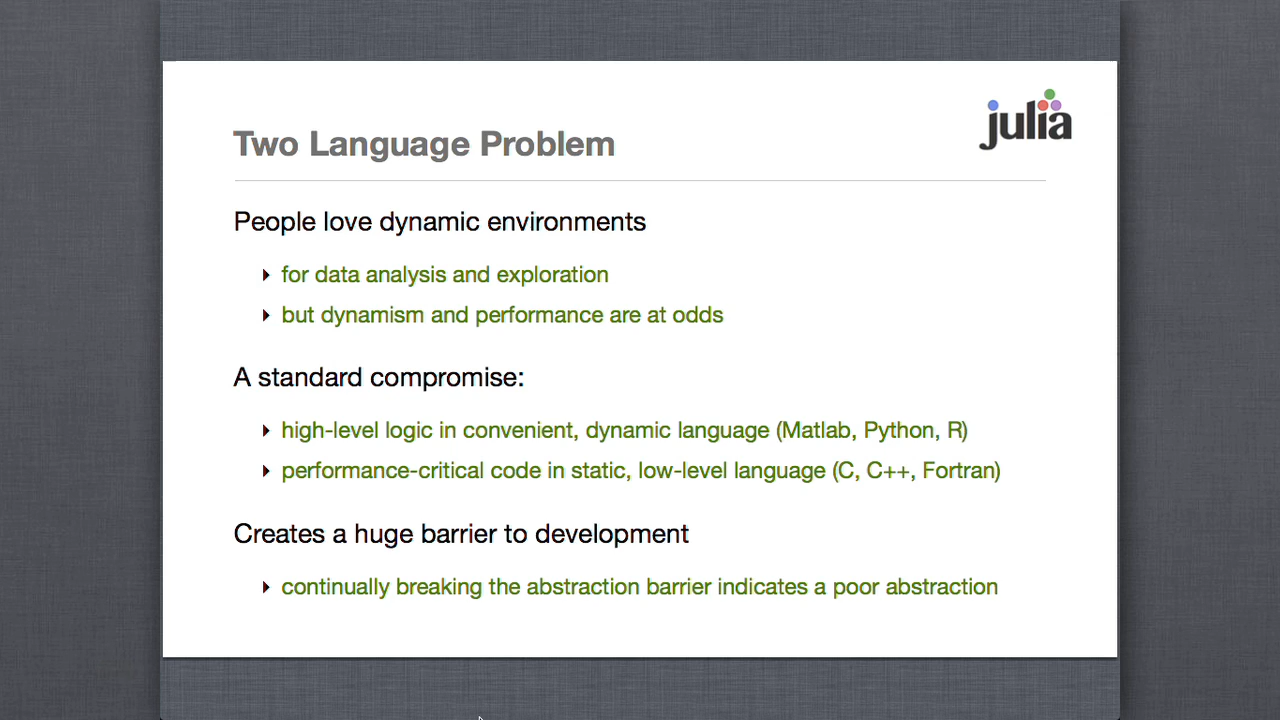 julia
Two Language Problem
People love dynamic environments
for data analysis and exploration
but dynamism and performance are at odds
A standard compromise:
high-level logic in convenient, dynamic language (Matlab, Python, R)
performance-critical code in static, low-level language (C, C++, Fortran)
Creates a huge barrier to development
continually breaking the abstraction barrier indicates a poor abstraction